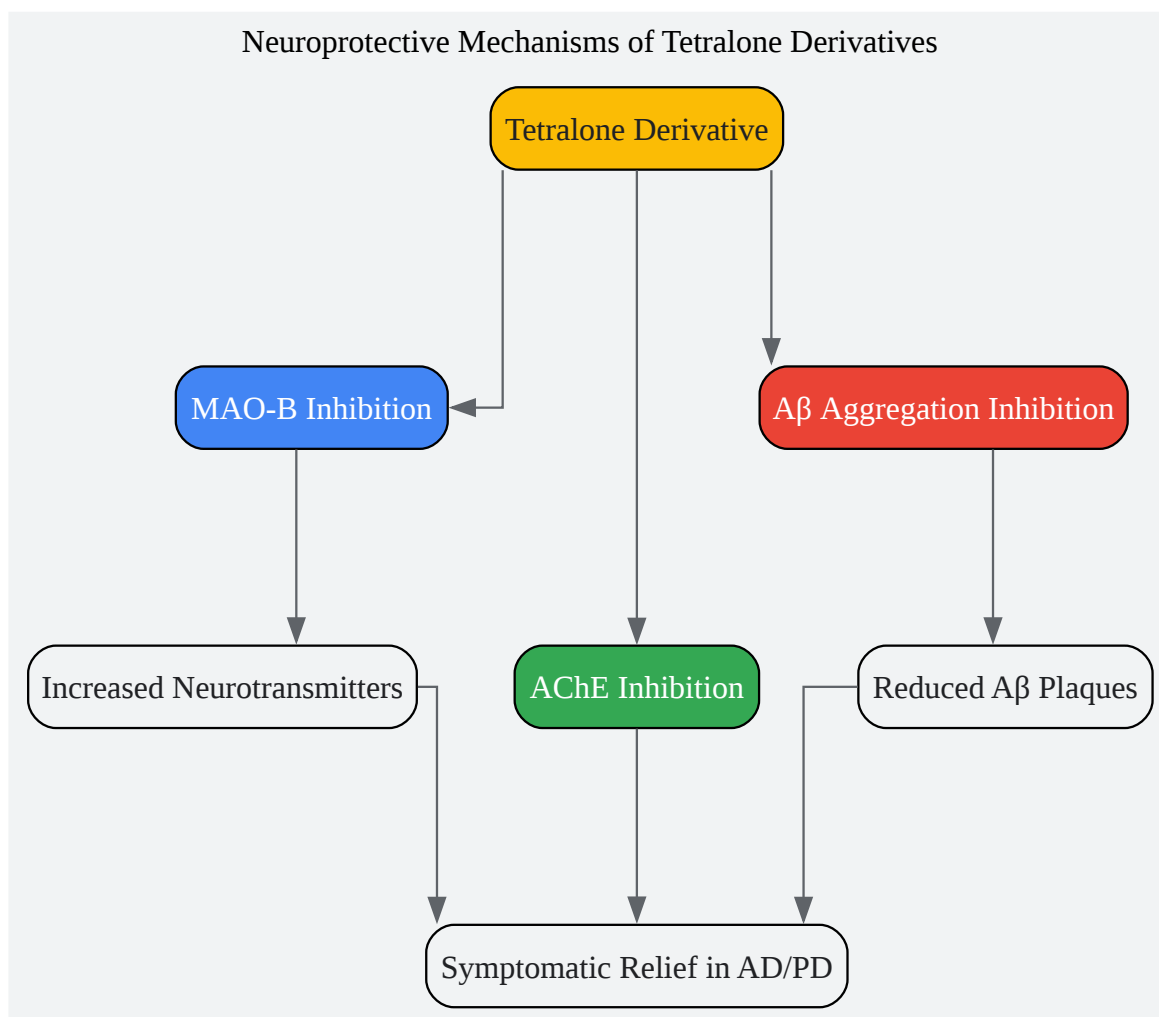 Neuroprotective Mechanisms of Tetralone Derivatives
Tetralone Derivative
MAO-B Inhibition
Aβ Aggregation Inhibition
Increased Neurotransmitters
AChE Inhibition
Reduced Aβ Plaques
Symptomatic Relief in AD/PD